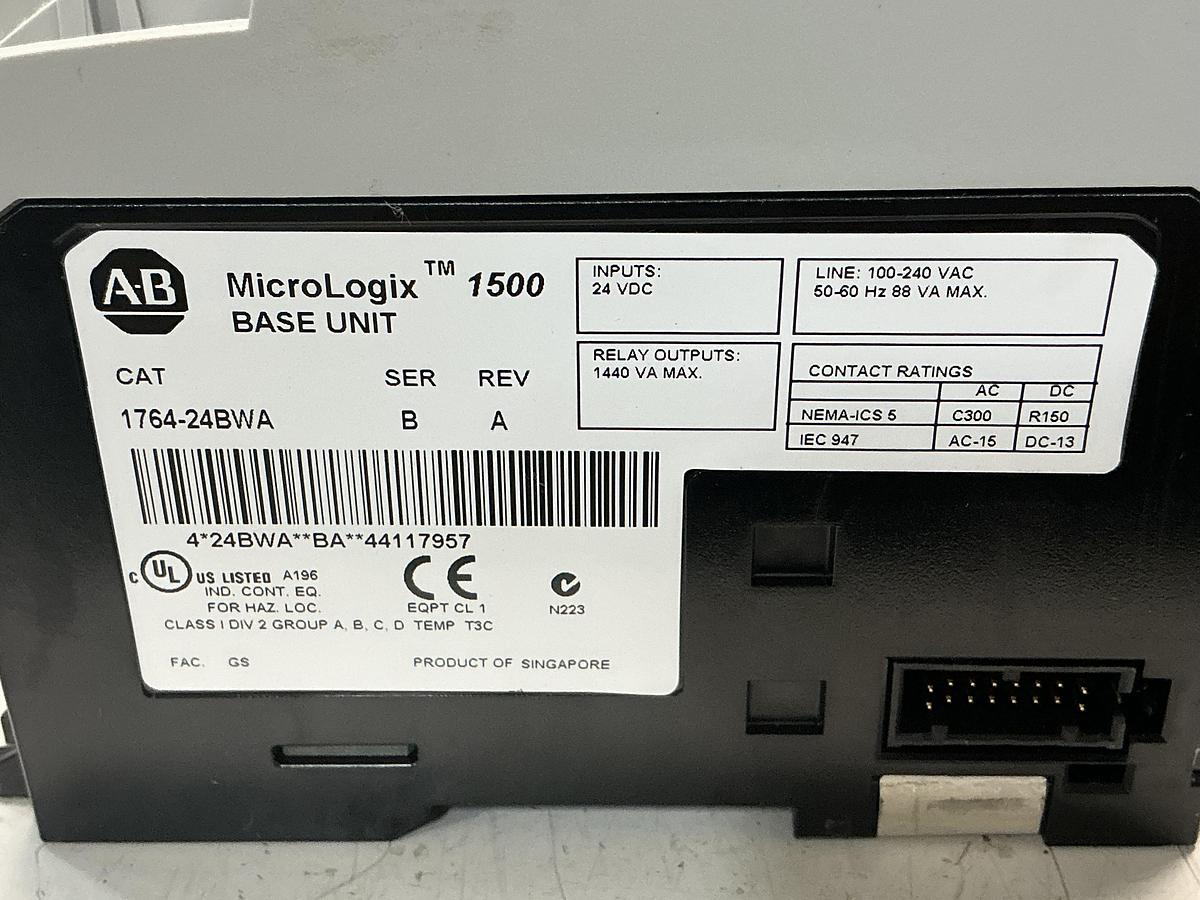 A-B
MicroLogix™ 1500
BASE UNIT
CAT SER REV
1764-24BWA B A
4*24BWA**BA**44117957
C UL US LISTED A196
IND. CONT. EQ.
FOR HAZ. LOC.
CLASS I DIV 2 GROUP A, B, C, D TEMP T3C
CE
EQPT CL 1
N223
FAC. GS
PRODUCT OF SINGAPORE
INPUTS:
24 VDC
LINE: 100-240 VAC
50-60 Hz 88 VA MAX.
RELAY OUTPUTS:
1440 VA MAX.
CONTACT RATINGS
AC DC
NEMA-ICS 5 C300 R150
IEC 947 AC-15 DC-13